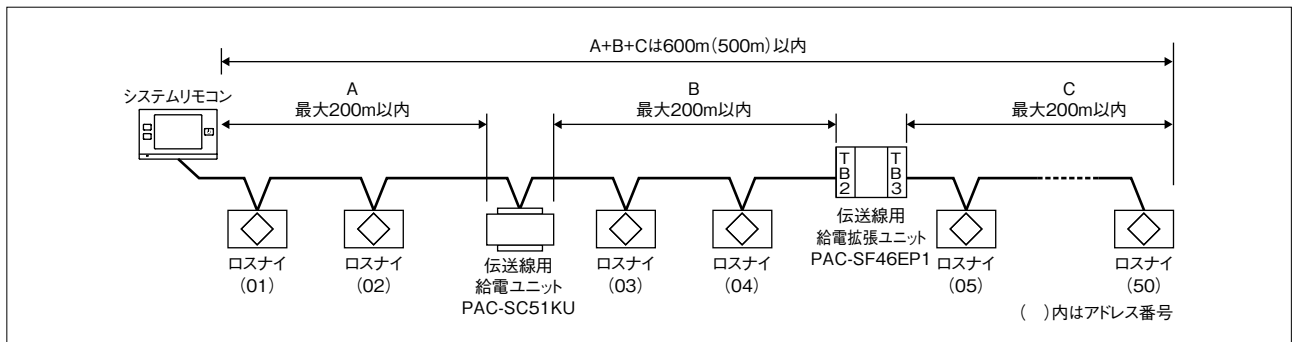 A+B+Cは600m(500m)以内
A
最大200m以内
B
最大200m以内
C
最大200m以内
システムリモコン
TB2
TB3
ロスナイ
(01)
ロスナイ
(02)
伝送線用
給電ユニット
PAC-SC51KU
ロスナイ
(03)
ロスナイ
(04)
伝送線用
給電拡張ユニット
PAC-SF46EP1
ロスナイ
(05)
ロスナイ
(50)
( )内はアドレス番号